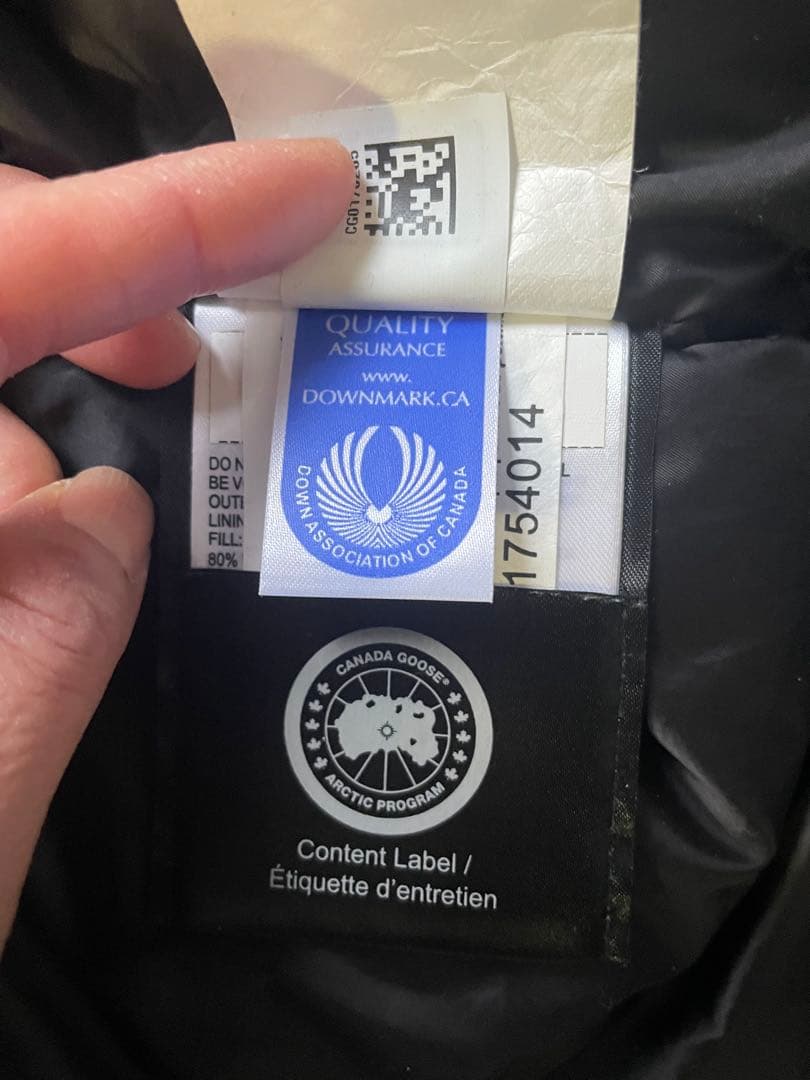 QUALITY
ASSURANCE
www.
DOWNMARK.CA
DOWN ASSOCIATION OF CANADA
1754014
DO N
BE V
OUTE
LININ
FILL:
80%
CANADA GOOSE®
ARCTIC PROGRAM
Content Label /
Étiquette d'entretien